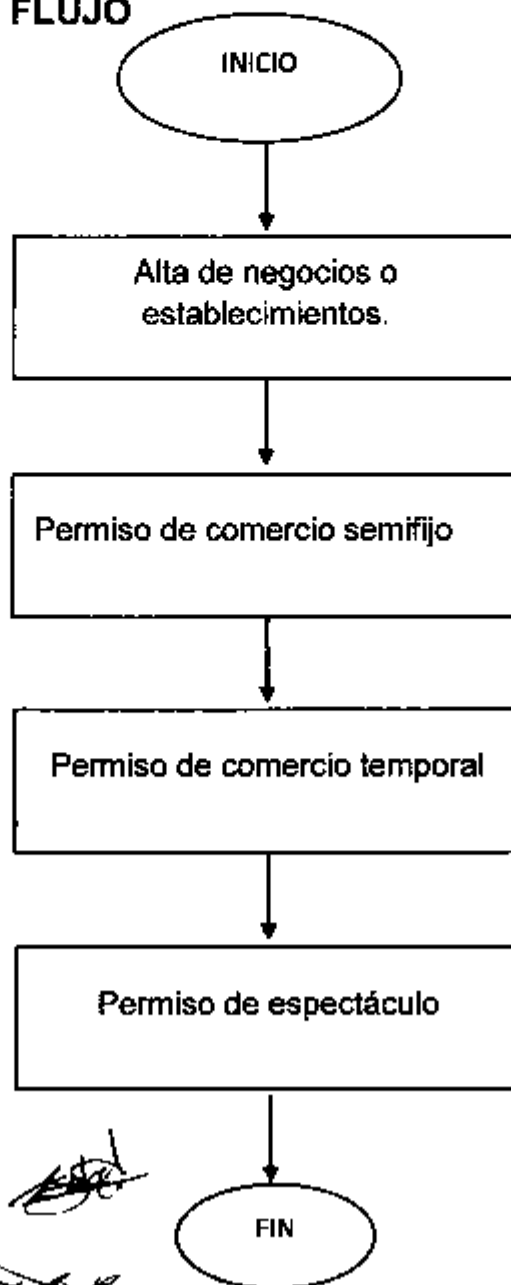 FLUJO
INICIO
Alta de negocios o
establecimientos.
Permiso de comercio semifijo
Permiso de comercio temporal
Permiso de espectáculo
FIN